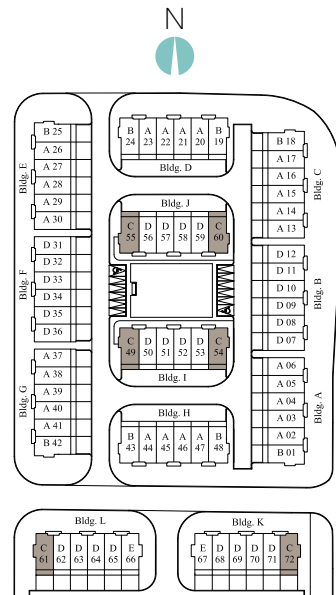 N
B 25
A 26
A 27
A 28
A 29
A 30
Bldg. E
B A A A A B
24 23 22 21 20 19
Bldg. D
B 18
A 17
A 16
A 15
A 14
A 13
Bldg. C
Bldg. J
C D D D D C
55 56 57 58 59 60
D 31
D 32
D 33
D 34
D 35
D 36
Bldg. F
D 12
D 11
D 10
D 09
D 08
D 07
Bldg. B
C D D D D C
49 50 51 52 53 54
Bldg. I
A 37
A 38
A 39
A 40
A 41
B 42
Bldg. G
A 06
A 05
A 04
A 03
A 02
B 01
Bldg. A
Bldg. H
B A A A A B
43 44 45 46 47 48
Bldg. L
C D D D D E
61 62 63 64 65 66
Bldg. K
E D D D D C
67 68 69 70 71 72